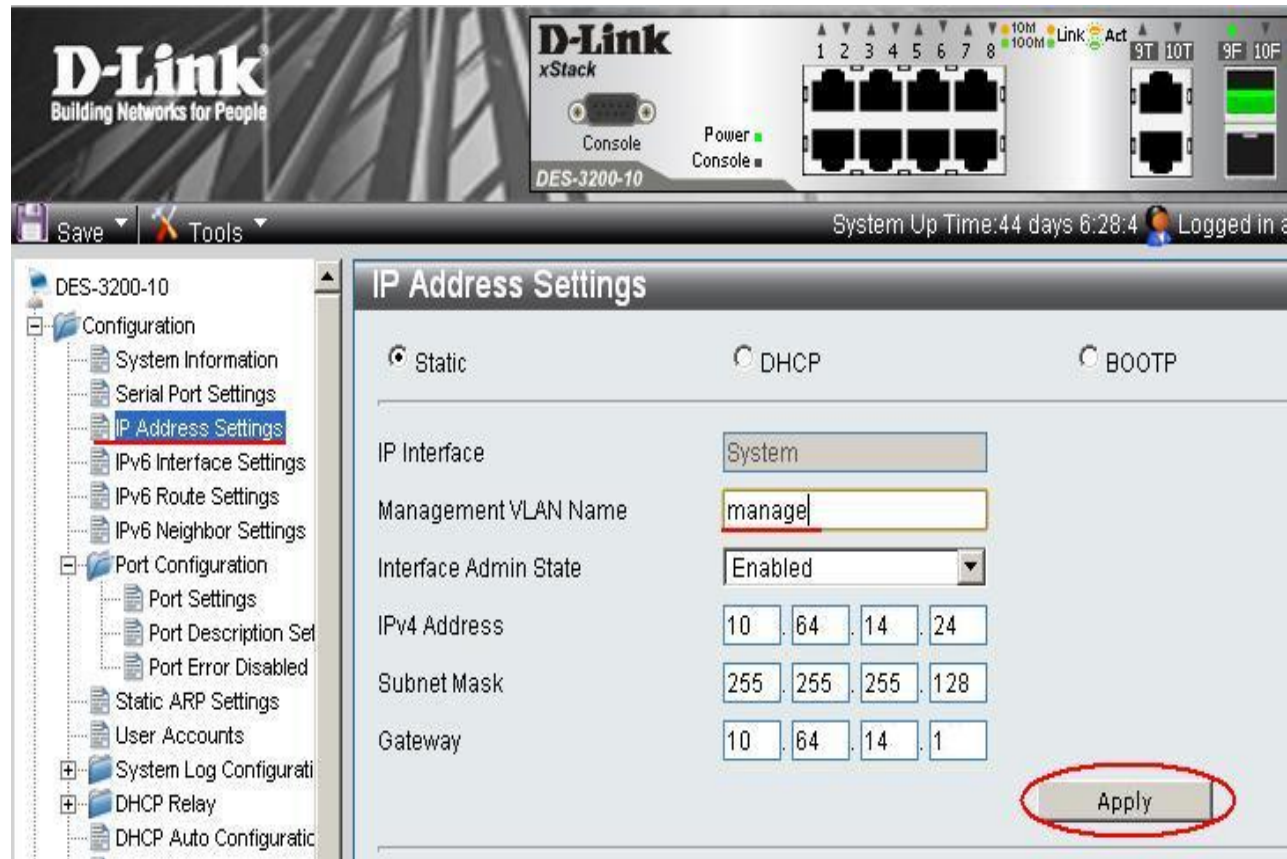 D-Link
Building Networks for People
D-Link
xStack
Console
Power
Console
DES-3200-10
1 2 3 4 5 6 7 8
10M
100M
Link Act
9T 10T
9F 10F
Save Tools System Up Time:44 days 6:28:4 Logged in a
DES-3200-10
Configuration
System Information
Serial Port Settings
IP Address Settings
IPv6 Interface Settings
IPv6 Route Settings
IPv6 Neighbor Settings
Port Configuration
Port Settings
Port Description Set
Port Error Disabled
Static ARP Settings
User Accounts
System Log Configurati
DHCP Relay
DHCP Auto Configuratic
IP Address Settings
Static DHCP BOOTP
IP Interface System
Management VLAN Name manage
Interface Admin State Enabled
IPv4 Address 10 . 64 . 14 . 24
Subnet Mask 255 . 255 . 255 . 128
Gateway 10 . 64 . 14 . 1
Apply